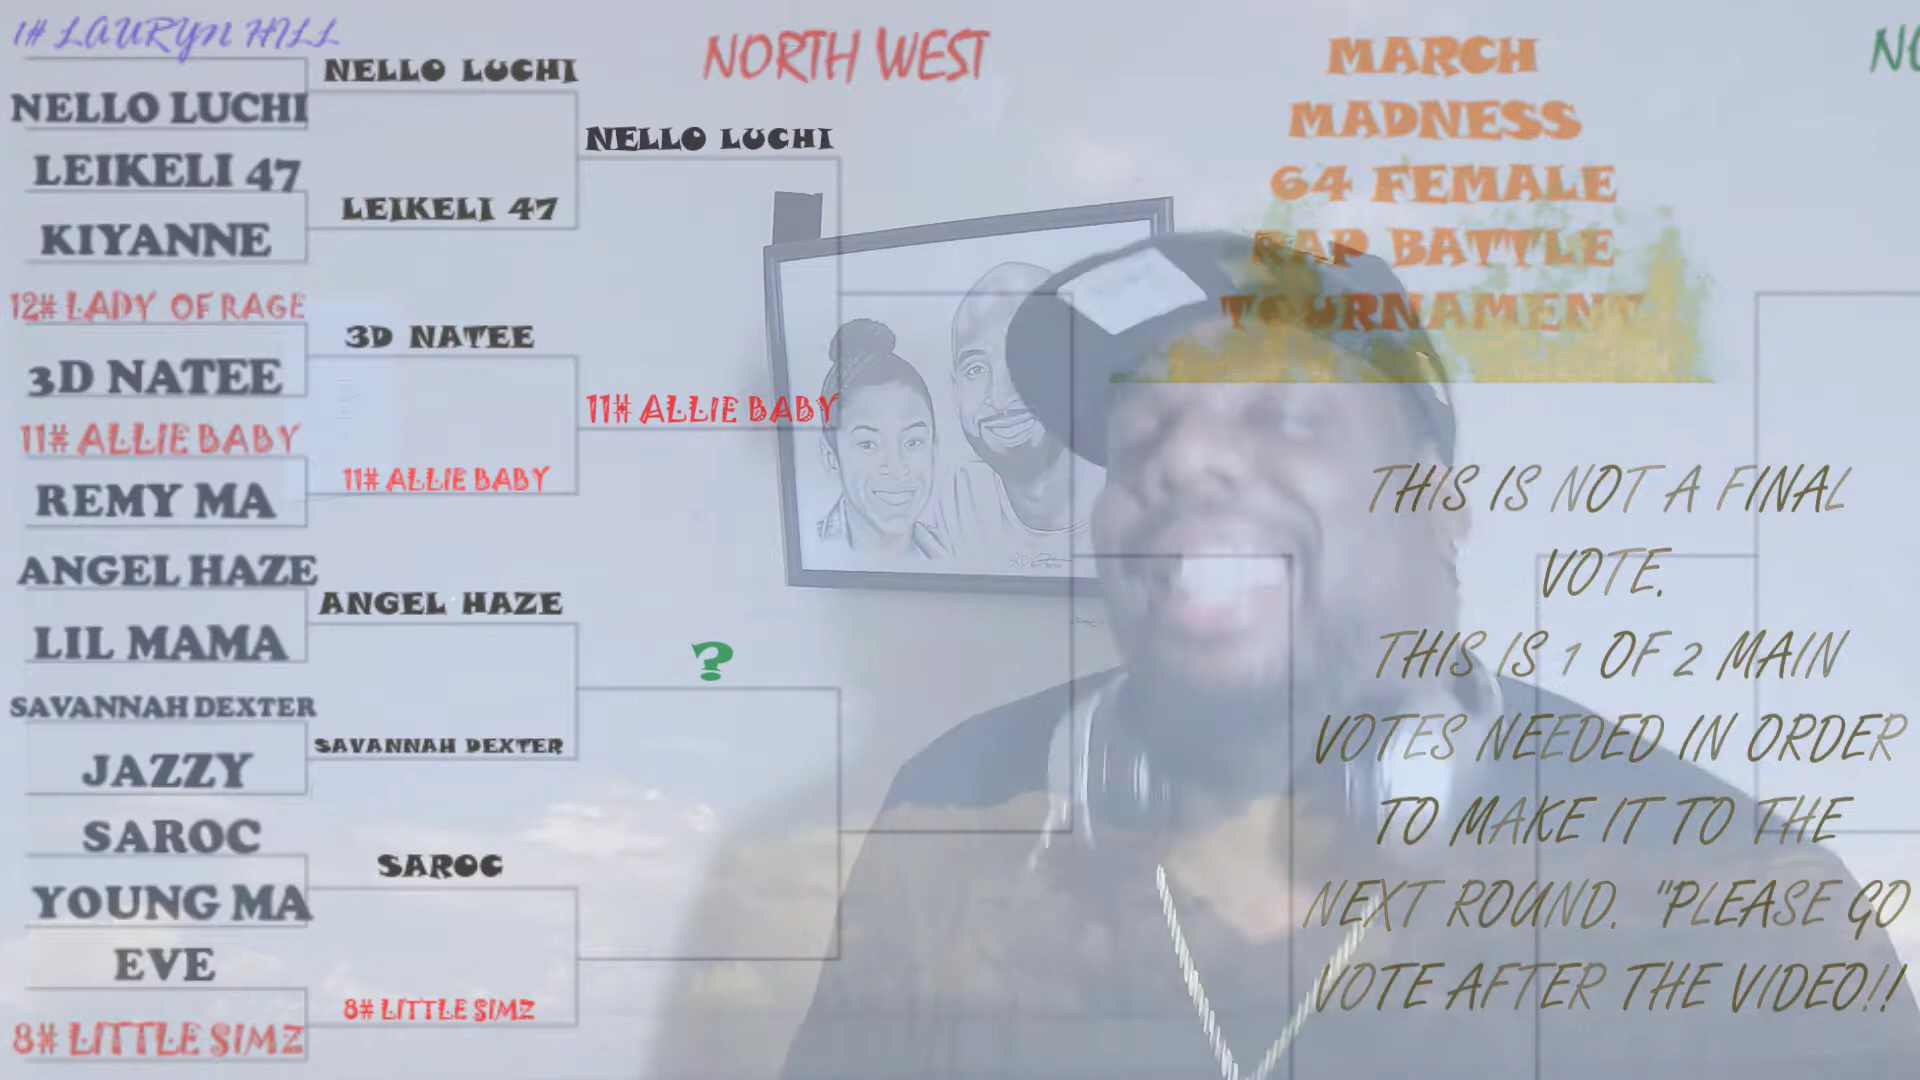 1# LAURYN HILL
NELLO LUCHI
LEIKELI 47
KIYANNE
12# LADY OF RAGE
3D NATEE
11# ALLIE BABY
REMY MA
ANGEL HAZE
LIL MAMA
SAVANNAH DEXTER
JAZZY
SAROC
YOUNG MA
EVE
8# LITTLE SIMZ
NELLO LUCHI
LEIKELI 47
3D NATEE
11# ALLIE BABY
ANGEL HAZE
SAVANNAH DEXTER
SAROC
8# LITTLE SIMZ
NELLO LUCHI
11# ALLIE BABY
?
NORTH WEST
MARCH
MADNESS
64 FEMALE
RAP BATTLE
TOURNAMENT
NO
THIS IS NOT A FINAL
VOTE.
THIS IS 1 OF 2 MAIN
VOTES NEEDED IN ORDER
TO MAKE IT TO THE
NEXT ROUND. "PLEASE GO
VOTE AFTER THE VIDEO!!